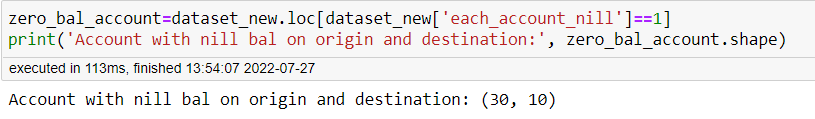 zero_bal_account=dataset_new.loc[dataset_new['each_account_nill']==1]
print('Account with nill bal on origin and destination:', zero_bal_account.shape)
executed in 113ms, finished 13:54:07 2022-07-27
Account with nill bal on origin and destination: (30, 10)